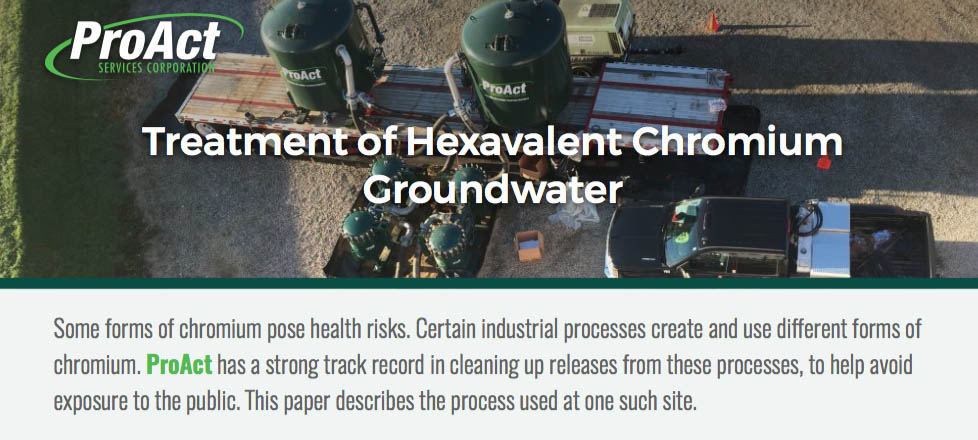 ProAct
SERVICES CORPORATION
ProAct
ProAct
Treatment of Hexavalent Chromium
Groundwater
Some forms of chromium pose health risks. Certain industrial processes create and use different forms of
chromium. ProAct has a strong track record in cleaning up releases from these processes, to help avoid
exposure to the public. This paper describes the process used at one such site.